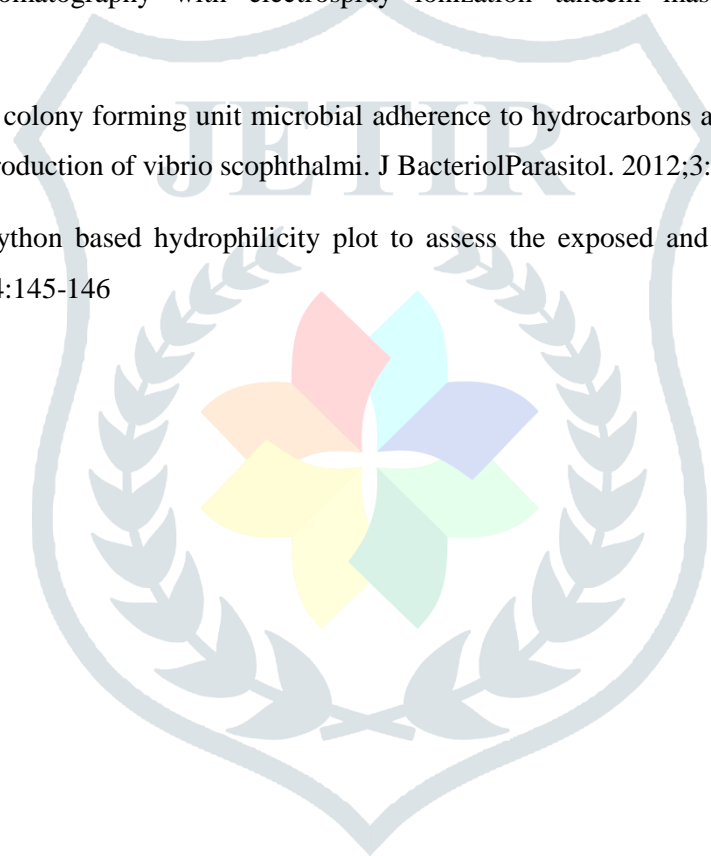 omatography with electrospray ionization tandem mas
colony forming unit microbial adherence to hydrocarbons a
roduction of vibrio scophthalmi. J BacteriolParasitol. 2012;3:
ython based hydrophilicity plot to assess the exposed and
4:145-146
JETIR